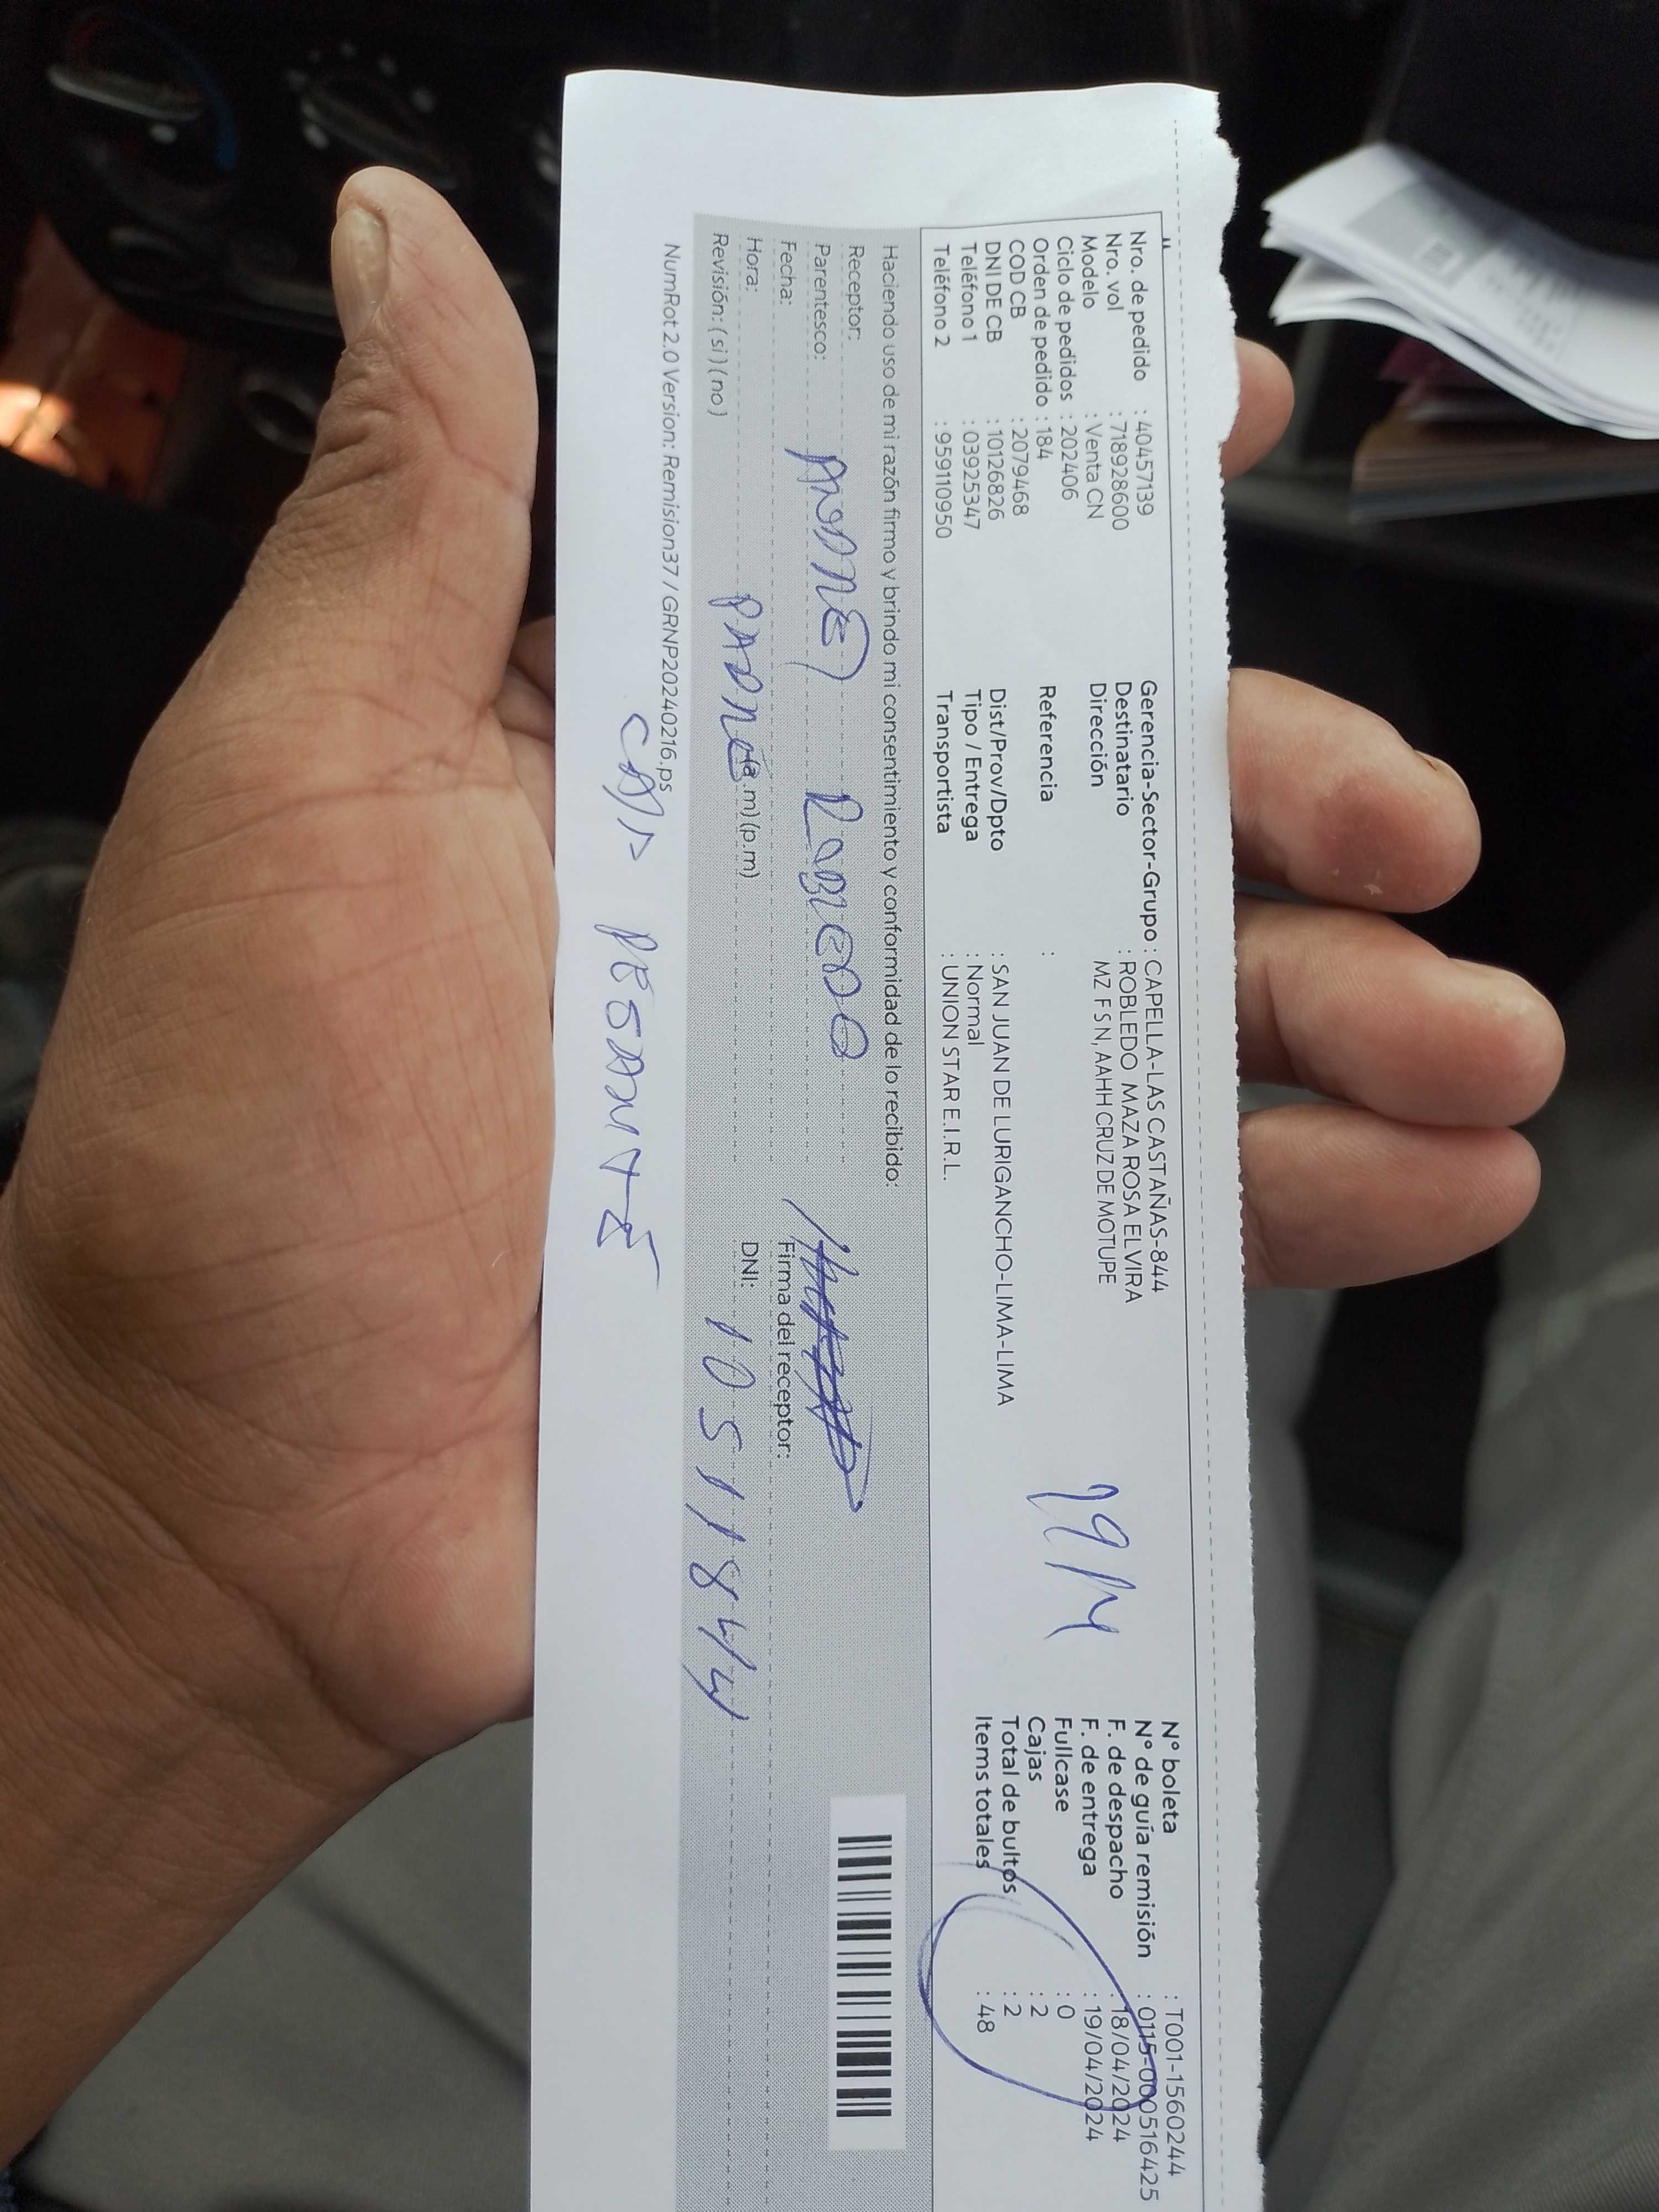 Nro. de pedido : 40457139
Nro. vol : 718928600
Modelo : Venta CN
Ciclo de pedidos : 202406
Orden de pedido : 184
COD CB : 2079468
DNI DE CB : 10126826
Teléfono 1 : 03925347
Teléfono 2 : 959110950
Gerencia-Sector-Grupo : CAPELLA-LAS CASTAÑAS-844
Destinatario : ROBLEDO MAZA ROSA ELVIRA
Dirección MZ F S N, AAHH CRUZ DE MOTUPE
Referencia :
Dist/Prov/Dpto : SAN JUAN DE LURIGANCHO-LIMA-LIMA
Tipo / Entrega : Normal
Transportista : UNION STAR E.I.R.L.
N° boleta : T001-1560244
N° de guía remisión : 0115-000516425
F. de despacho : 18/04/2024
F. de entrega : 19/04/2024
Fullcase : 0
Cajas : 2
Total de bultos : 2
Items totales : 48
Haciendo uso de mi razón firmo y brindo mi consentimiento y conformidad de lo recibido:
Receptor:
ROBLEDO
Parentesco:
Fecha:
PADRE
Hora: (a.m) (p.m)
Revisión: ( si ) ( no )
Firma del receptor:
DNI: 10511844
NumRot 2.0 Version: Remision37 / GRNP20240216.ps